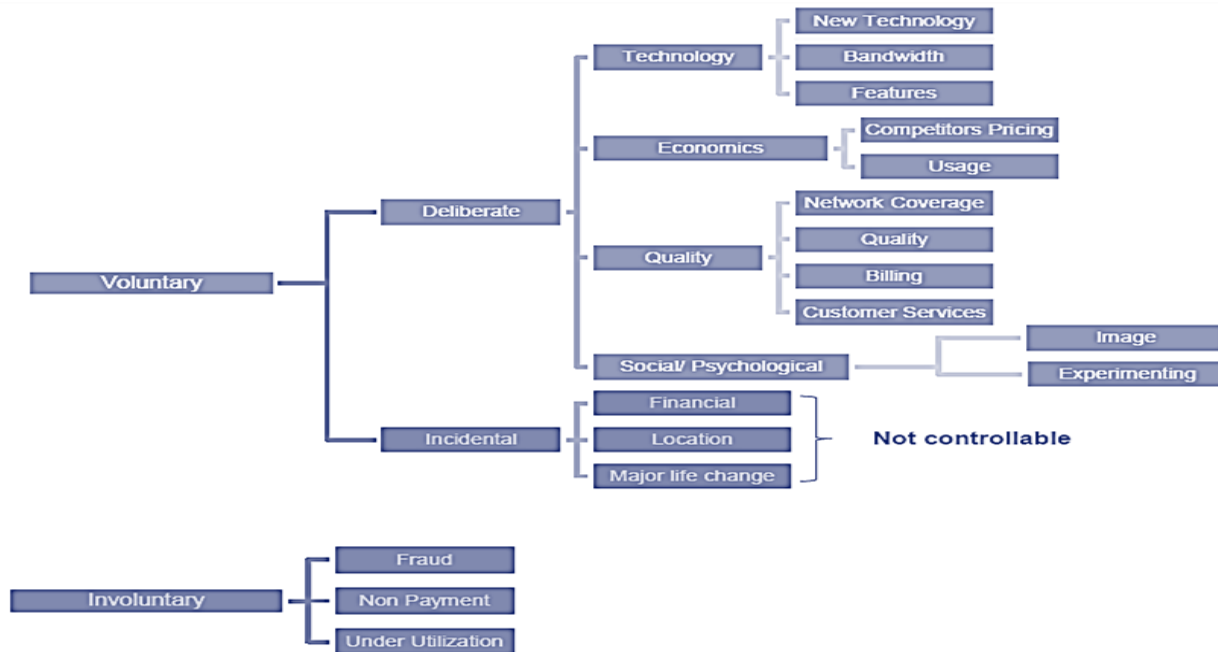 New Technology
Technology
Bandwidth
Features
Competitors Pricing
Economics
Usage
Network Coverage
Deliberate
Quality
Quality
Billing
Voluntary
Customer Services
Image
Social/ Psychological
Experimenting
Financial
Incidental
Location
Not controllable
Major life change
Fraud
Involuntary
Non Payment
Under Utilization